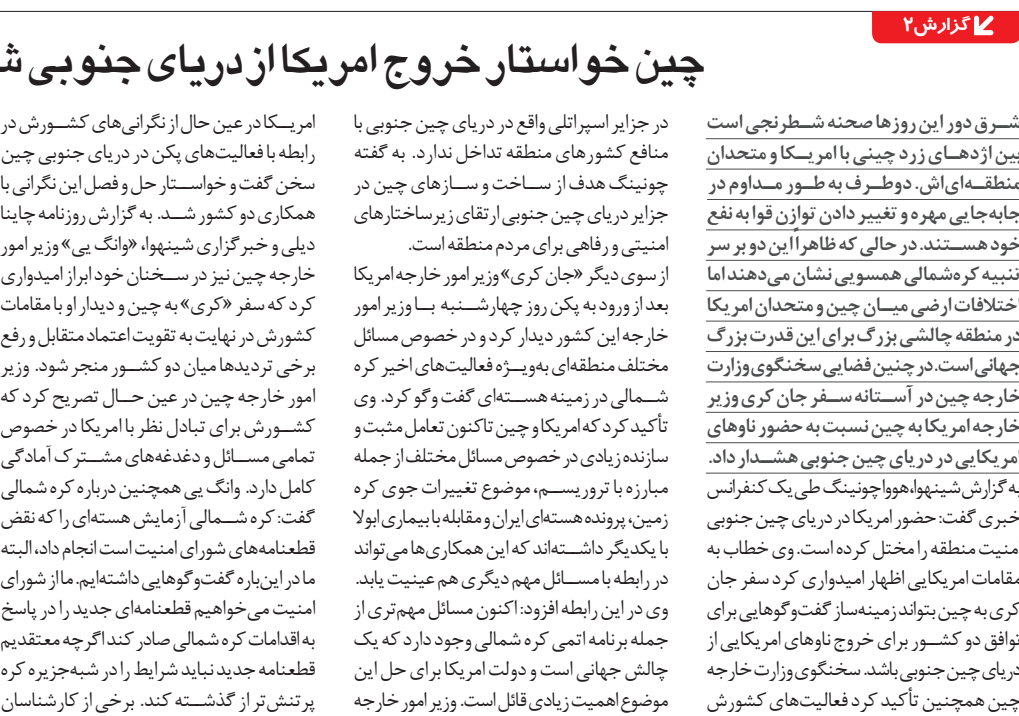 گزارش ۲
چین خواستار خروج امریکا از دریای جنوبی
شرق دور این روزها صحنه شطرنجی است
بین اژدهای زرد چینی با امریکا و متحدان
منطقه‌ای‌اش. دوطرف به طور مداوم در
جابه‌جایی مهره و تغییر دادن توازن قوا به نفع
خود هستند. در حالی که ظاهراً این دو بر سر
تنبیه کره‌شمالی همسویی نشان می‌دهند اما
اختلافات ارضی میان چین و متحدان امریکا
در منطقه چالشی بزرگ برای این قدرت بزرگ
جهانی است. در چنین فضایی سخنگوی وزارت
خارجه چین در آستانه سفر جان کری وزیر
خارجه امریکا به چین نسبت به حضور ناوهای
امریکایی در دریای چین جنوبی هشدار داد.
به گزارش شینهوا، هوواچونینگ طی یک کنفرانس
خبری گفت: حضور امریکا در دریای چین جنوبی
امنیت منطقه را مختل کرده است. وی خطاب به
مقامات امریکایی اظهار امیدواری کرد سفر جان
کری به چین بتواند زمینه‌ساز گفت‌وگوهایی برای
توافق دو کشور برای خروج ناوهای امریکایی از
دریای چین جنوبی باشد. سخنگوی وزارت خارجه
چین همچنین تأکید کرد فعالیت‌های کشورش
در جزایر اسپراتلی واقع در دریای چین جنوبی با
منافع کشورهای منطقه تداخل ندارد. به گفته
چونینگ هدف از ساخت و سازهای چین در
جزایر دریای چین جنوبی ارتقای زیرساختارهای
امنیتی و رفاهی برای مردم منطقه است.
از سوی دیگر «جان کری» وزیر امور خارجه امریکا
بعد از ورود به پکن روز چهارشنبه با وزیر امور
خارجه این کشور دیدار کرد و در خصوص مسائل
مختلف منطقه‌ای به‌ویژه فعالیت‌های اخیر کره
شمالی در زمینه هسته‌ای گفت وگو کرد. وی
تأکید کرد که امریکا و چین تاکنون تعامل مثبت و
سازنده زیادی در خصوص مسائل مختلف از جمله
مبارزه با تروریسم، موضوع تغییرات جوی کره
زمین، پرونده هسته‌ای ایران و مقابله با بیماری ابولا
با یکدیگر داشته‌اند که این همکاری‌ها می‌تواند
در رابطه با مسائل مهم دیگری هم عینیت یابد.
وی در این رابطه افزود: اکنون مسائل مهم‌تری از
جمله برنامه اتمی کره شمالی وجود دارد که یک
چالش جهانی است و دولت امریکا برای حل این
موضوع اهمیت زیادی قائل است. وزیر امور خارجه
امریکا در عین حال از نگرانی‌های کشورش در
رابطه با فعالیت‌های پکن در دریای جنوبی چین
سخن گفت و خواستار حل و فصل این نگرانی با
همکاری دو کشور شد. به گزارش روزنامه چاینا
دیلی و خبرگزاری شینهوا، «وانگ یی» وزیر امور
خارجه چین نیز در سخنان خود ابراز امیدواری
کرد که سفر «کری» به چین و دیدار او با مقامات
کشورش در نهایت به تقویت اعتماد متقابل و رفع
برخی تردیدها میان دو کشور منجر شود. وزیر
امور خارجه چین در عین حال تصریح کرد که
کشورش برای تبادل نظر با امریکا در خصوص
تمامی مسائل و دغدغه‌های مشترک آمادگی
کامل دارد. وانگ یی همچنین درباره کره شمالی
گفت: کره شمالی آزمایش هسته‌ای را که نقض
قطعنامه‌های شورای امنیت است انجام داد، البته
ما در این‌باره گفت‌وگوهایی داشته‌ایم. ما از شورای
امنیت می‌خواهیم قطعنامه‌ای جدید را در پاسخ
به اقدامات کره شمالی صادر کند اگرچه معتقدیم
قطعنامه جدید نباید شرایط را در شبه‌جزیره کره
پرتنش‌تر از گذشته کند. برخی از کارشناسان